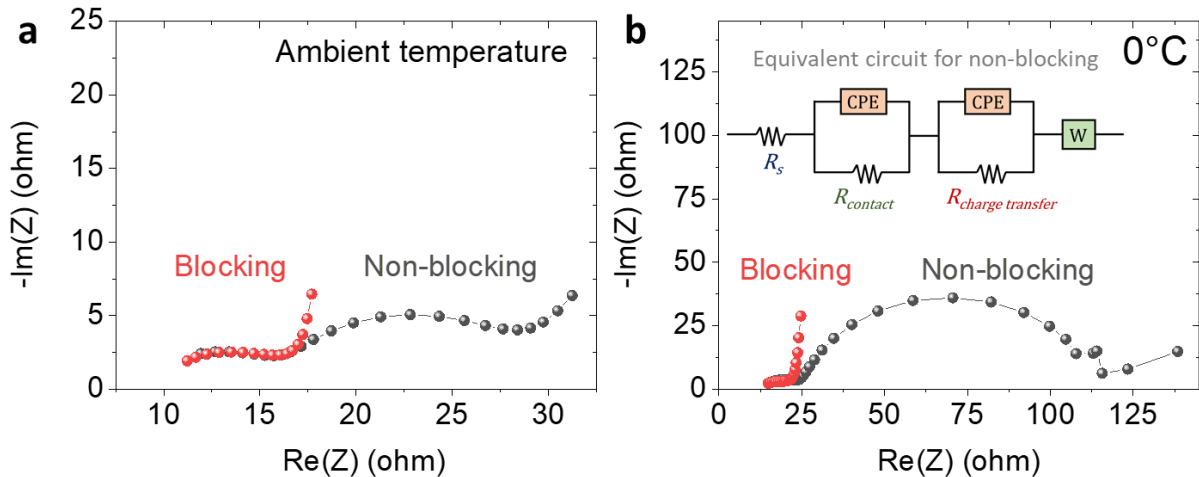 a
Ambient temperature
25
20
15
10
5
0
-Im(Z) (ohm)
Blocking
Non-blocking
10
15
20
25
30
Re(Z) (ohm)
b
0°C
Equivalent circuit for non-blocking
CPE
CPE
W
Rs
Rcontact
Rcharge transfer
125
100
75
50
25
0
-Im(Z) (ohm)
Blocking
Non-blocking
0
25
50
75
100
125
Re(Z) (ohm)